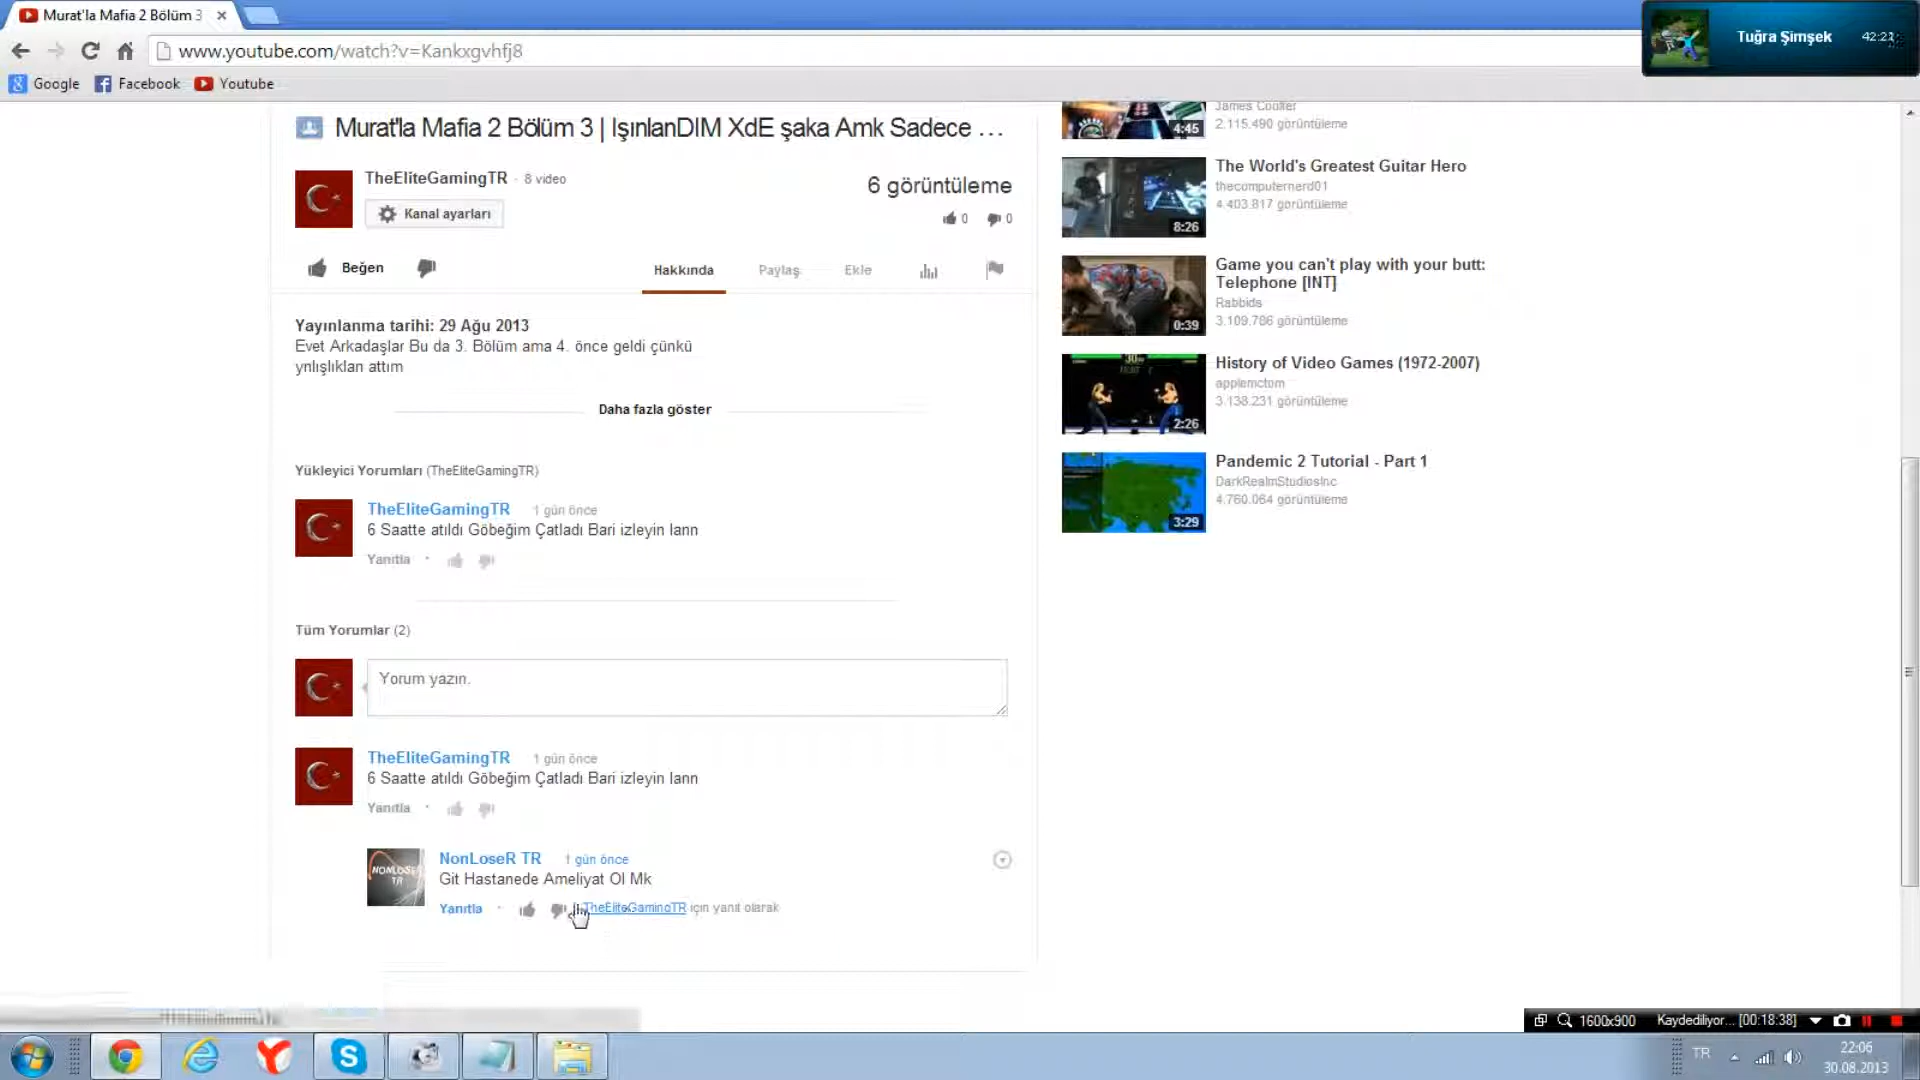 Murat'la Mafia 2 Bölüm 3
www.youtube.com/watch?v=Kankxgvhfj8
Tuğra Şimşek
Google
Facebook
Youtube
Murat'la Mafia 2 Bölüm 3 | IşınlanDIM XdE şaka Amk Sadece ...
TheEliteGamingTR · 8 video
Kanal ayarları
6 görüntüleme
0
0
Beğen
Hakkında
Paylaş
Ekle
Yayınlanma tarihi: 29 Ağu 2013
Evet Arkadaşlar Bu da 3. Bölüm ama 4. önce geldi çünkü
ynlışlıklan attım
Daha fazla göster
Yükleyici Yorumları (TheEliteGamingTR)
TheEliteGamingTR 1 gün önce
6 Saatte atıldı Göbeğim Çatladı Bari izleyin lann
Yanıtla ·
Tüm Yorumlar (2)
Yorum yazın.
TheEliteGamingTR 1 gün önce
6 Saatte atıldı Göbeğim Çatladı Bari izleyin lann
Yanıtla ·
NONLOSER
TR
NonLoseR TR 1 gün önce
Git Hastanede Ameliyat Ol Mk
Yanıtla · TheEliteGamingTR için yanıt olarak
James Coulter
2.115.490 görüntüleme
4:45
The World's Greatest Guitar Hero
thecomputernerd01
4.403.817 görüntüleme
8:26
Game you can't play with your butt:
Telephone [INT]
Rabbids
3.109.786 görüntüleme
0:39
History of Video Games (1972-2007)
applemctom
3.138.231 görüntüleme
2:26
Pandemic 2 Tutorial - Part 1
DarkRealmStudiosInc
4.760.064 görüntüleme
3:29
1600x900 Kaydediliyor... [00:18:38]
TR
22:06
30.08.2013